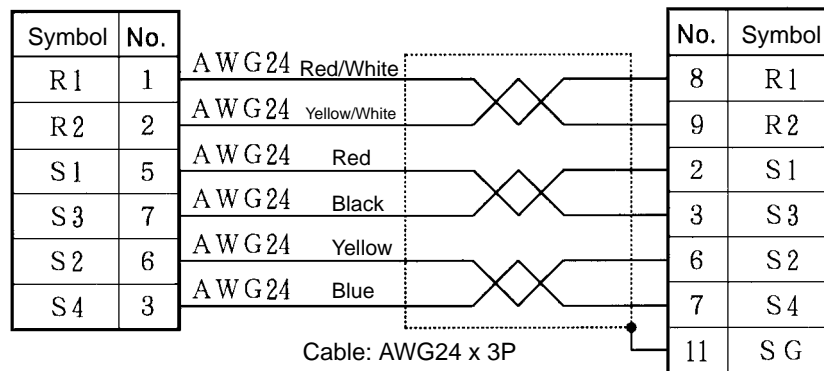 Symbol No. No. Symbol
R1 1 AWG24 Red/White 8 R1
R2 2 AWG24 Yellow/White 9 R2
S1 5 AWG24 Red 2 S1
S3 7 AWG24 Black 3 S3
S2 6 AWG24 Yellow 6 S2
S4 3 AWG24 Blue 7 S4
Cable: AWG24 x 3P 11 SG